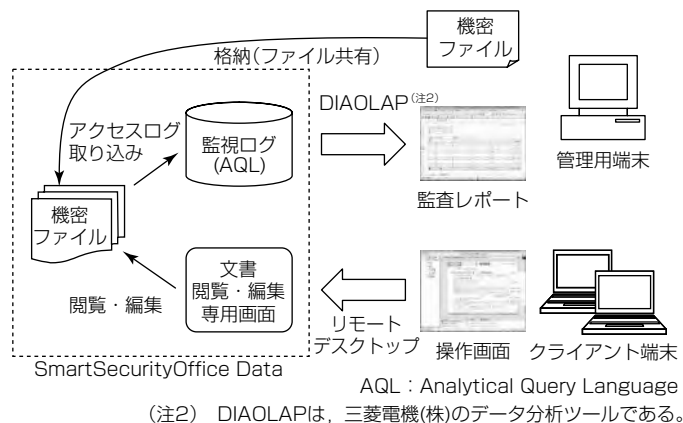 機密
ファイル
格納(ファイル共有)
DIAOLAP(注2)
アクセスログ
取り込み
監視ログ
(AQL)
管理用端末
監査レポート
機密
ファイル
文書
閲覧・編集
専用画面
閲覧・編集
リモート
デスクトップ
操作画面
クライアント端末
SmartSecurityOffice Data
AQL：Analytical Query Language
(注2) DIAOLAPは，三菱電機(株)のデータ分析ツールである。